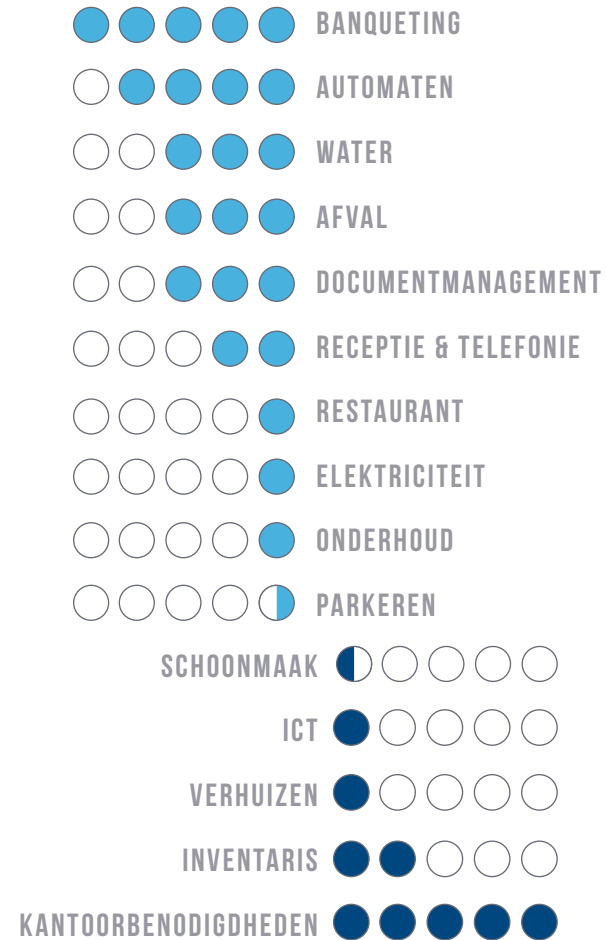 BANQUETING
AUTOMATEN
WATER
AFVAL
DOCUMENTMANAGEMENT
RECEPTIE & TELEFONIE
RESTAURANT
ELEKTRICITEIT
ONDERHOUD
PARKEREN
SCHOONMAAK
ICT
VERHUIZEN
INVENTARIS
KANTOORBENODIGDHEDEN